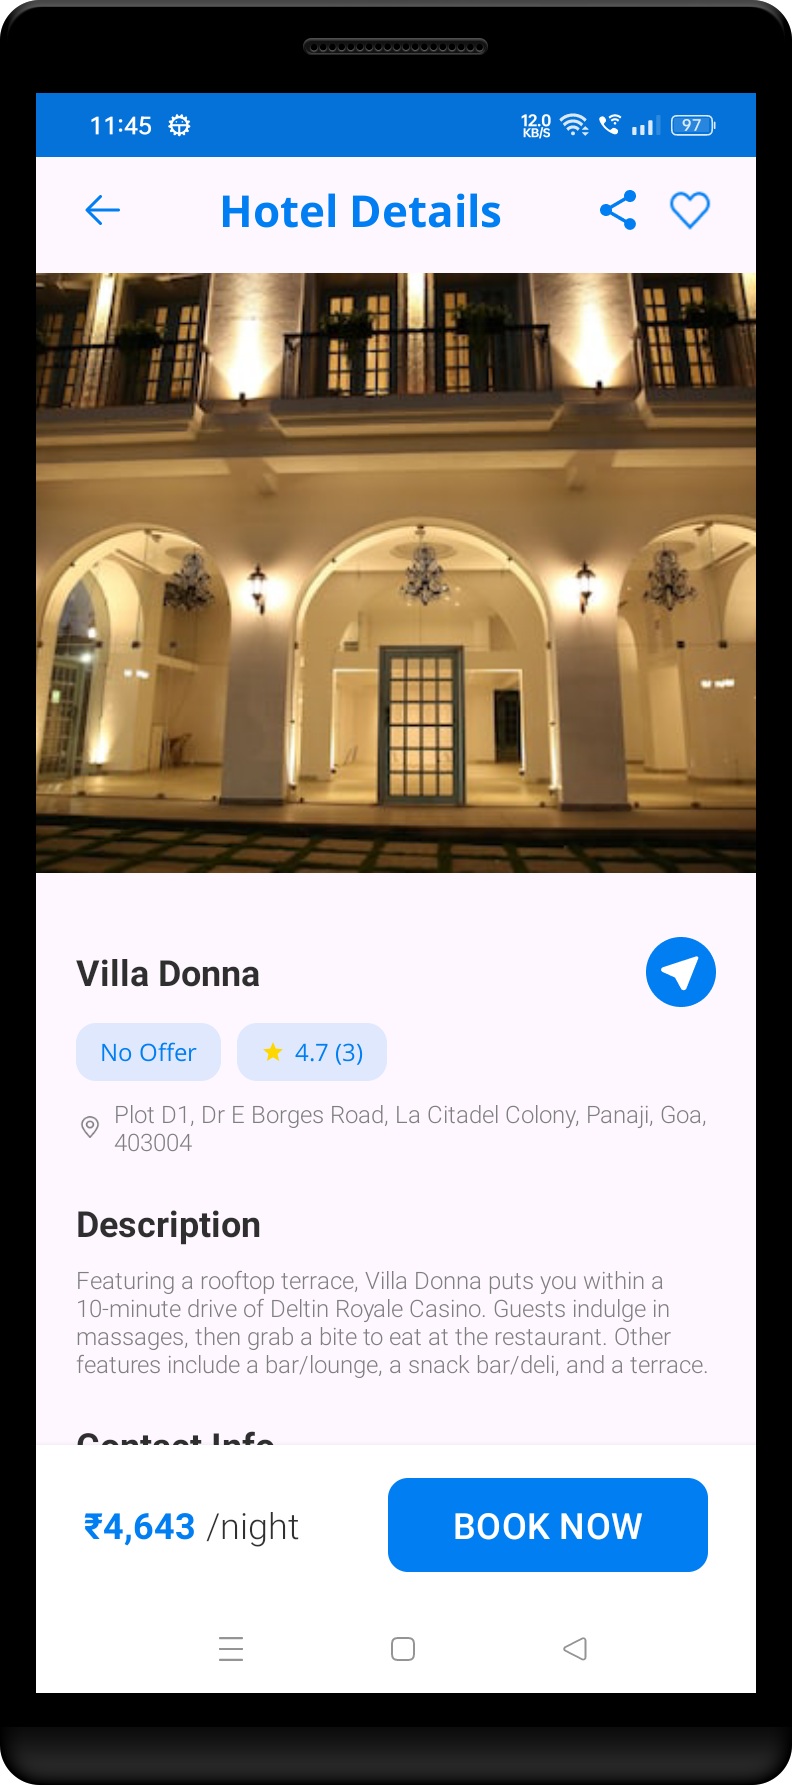 11:45
12.0
KB/S
97
Hotel Details
Villa Donna
No Offer
4.7 (3)
Plot D1, Dr E Borges Road, La Citadel Colony, Panaji, Goa,
403004
Description
Featuring a rooftop terrace, Villa Donna puts you within a
10-minute drive of Deltin Royale Casino. Guests indulge in
massages, then grab a bite to eat at the restaurant. Other
features include a bar/lounge, a snack bar/deli, and a terrace.
Contact Info
₹4,643 /night
BOOK NOW